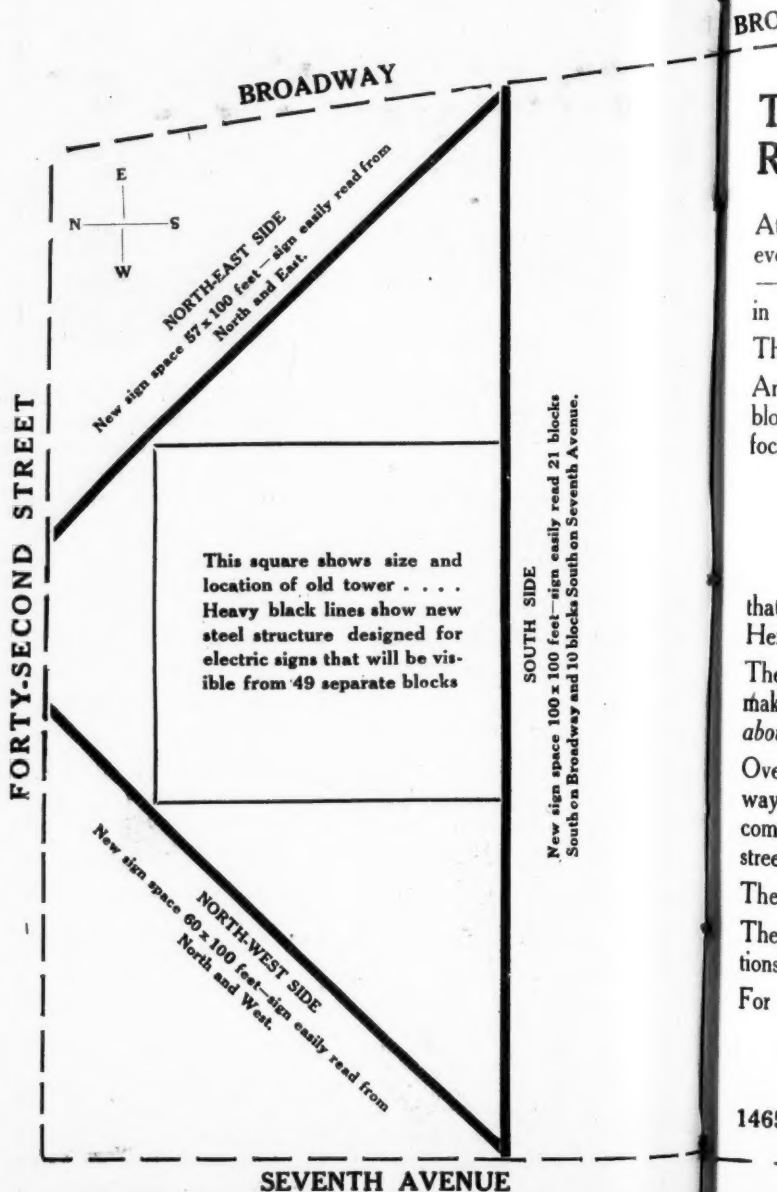 BROADWAY
E
N S
W
NORTH-EAST SIDE
New sign space 57 x 100 feet—sign easily read from
North and East.
FORTY-SECOND STREET
This square shows size and
location of old tower . . . .
Heavy black lines show new
steel structure designed for
electric signs that will be vis-
ible from 49 separate blocks
SOUTH SIDE
New sign space 100 x 100 feet—sign easily read 21 blocks
South on Broadway and 10 blocks South on Seventh Avenue.
NORTH-WEST SIDE
New sign space 60 x 100 feet—sign easily read from
North and West.
SEVENTH AVENUE
BRO
T
R
At
eve
—
in
Th
An
blo
foc
that
He
The
mak
abou
Ove
way
com
stree
The
The
tions
For
1465